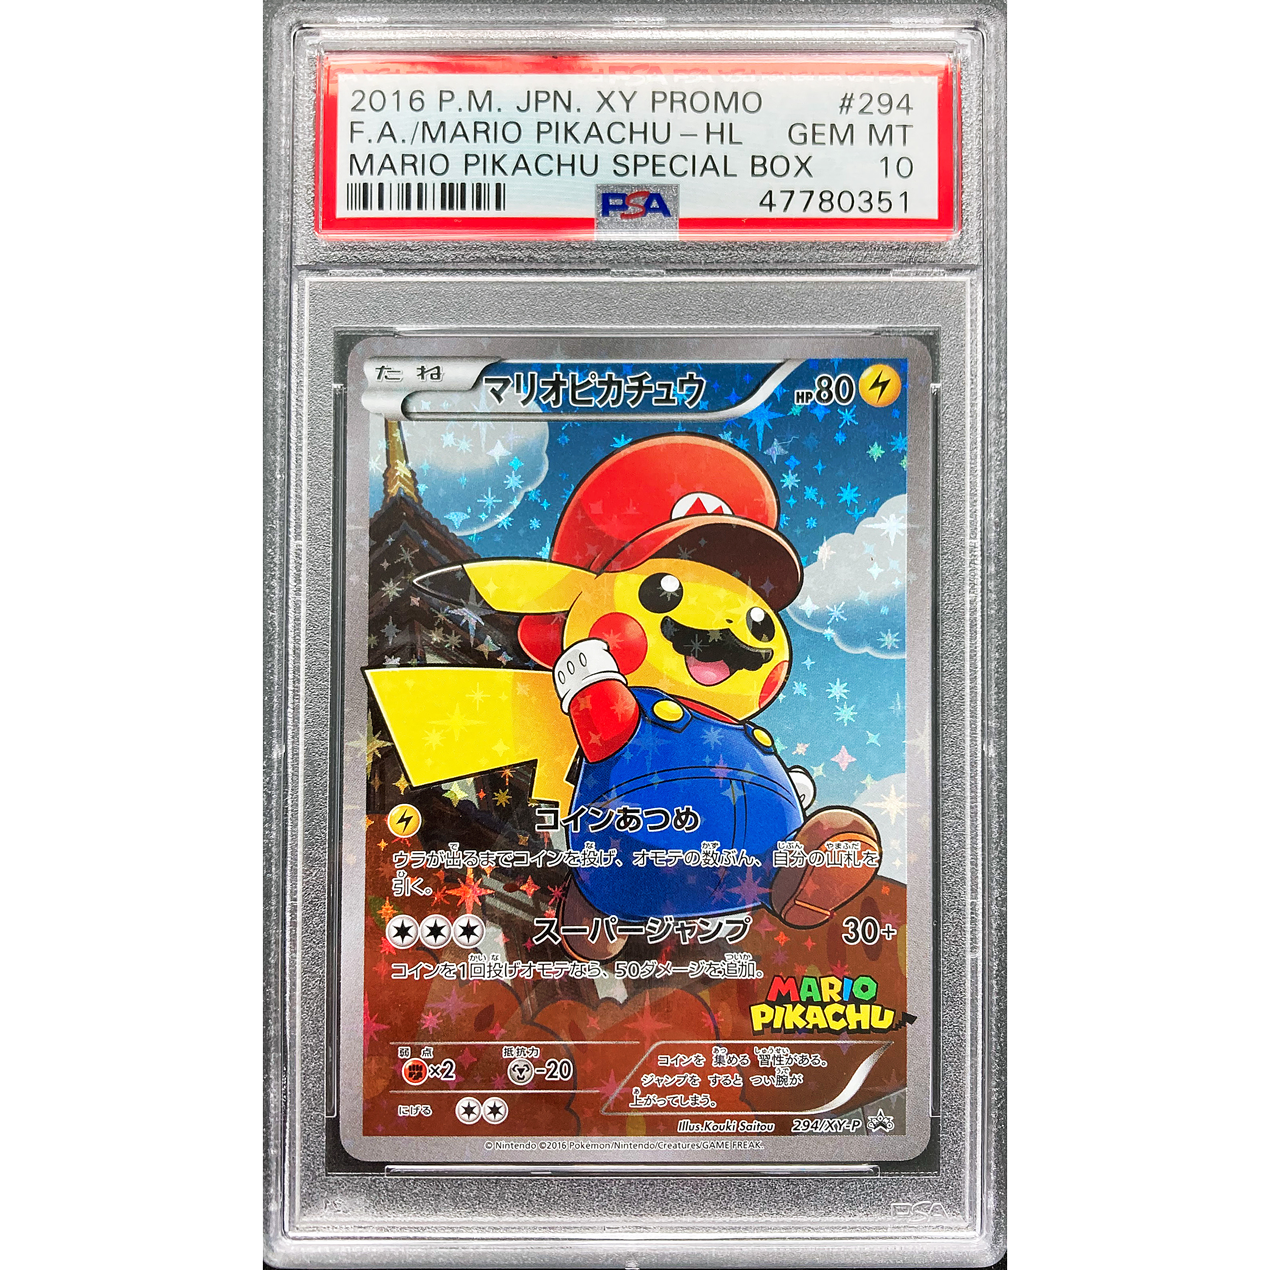 2016 P.M. JPN. XY PROMO #294
F.A./MARIO PIKACHU-HL GEM MT
MARIO PIKACHU SPECIAL BOX 10
PSA 47780351
たね マリオピカチュウ HP80
コインあつめ
ウラが出るまでコインを投げ、オモテの数ぶん、自分の山札を
引く。
スーパージャンプ 30+
コインを1回投げオモテなら、50ダメージを追加。
MARIO
PIKACHU
弱点 抵抗力
×2 -20
にげる
コインを 集める 習性がある。
ジャンプを すると つい腕が
上がってしまう。
Illus.Kouki Saitou 294/XY-P
© Nintendo ©2016 Pokémon/Nintendo/Creatures/GAME FREAK.
PSA